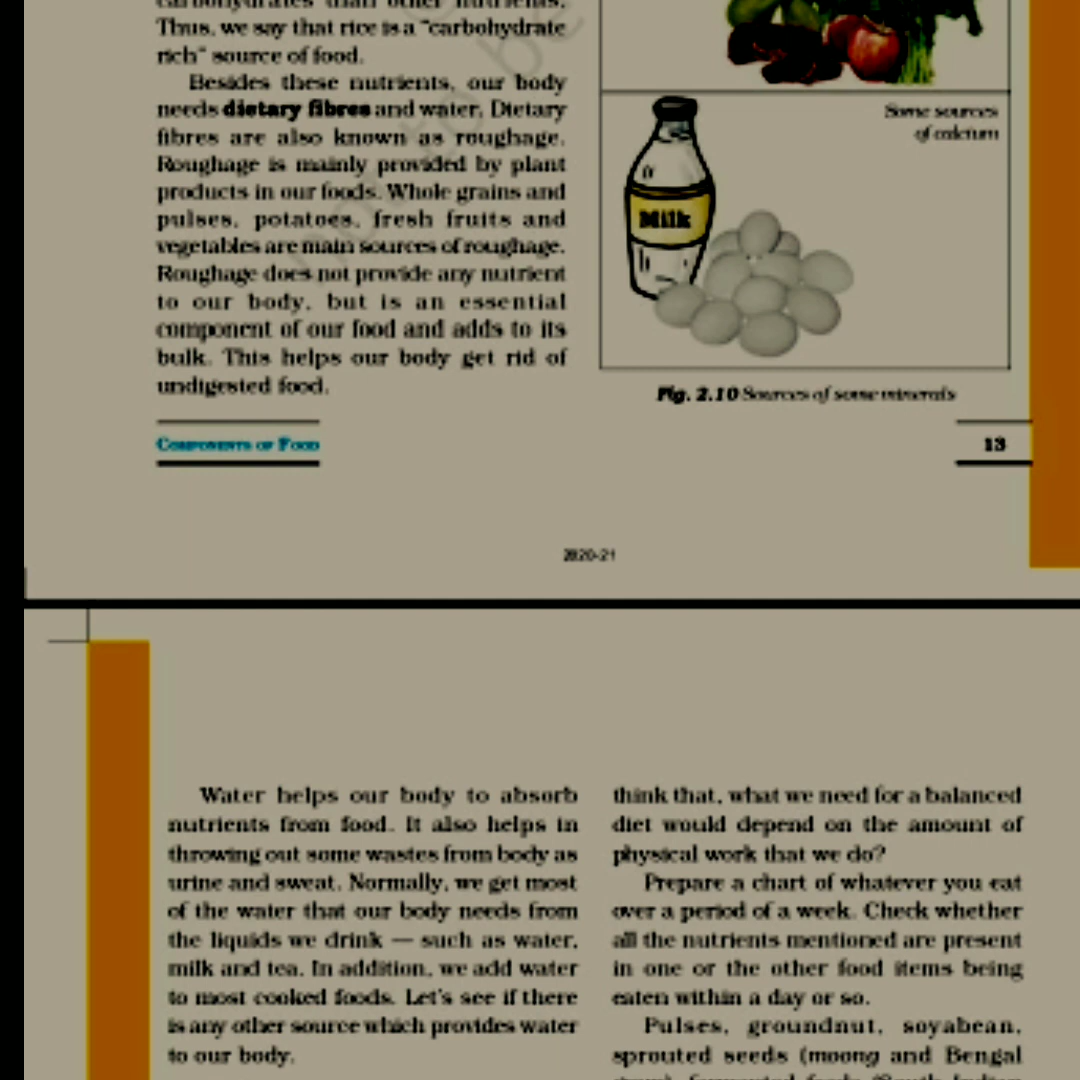 carbohydrates than other nutrients.
Thus, we say that rice is a "carbohydrate
rich" source of food.
Besides these nutrients, our body
needs dietary fibres and water. Dietary
fibres are also known as roughage.
Roughage is mainly provided by plant
products in our foods. Whole grains and
pulses, potatoes, fresh fruits and
vegetables are main sources of roughage.
Roughage does not provide any nutrient
to our body, but is an essential
component of our food and adds to its
bulk. This helps our body get rid of
undigested food.
Some sources
of calcium
Milk
Fig. 2.10 Sources of some minerals
COMPONENTS OF FOOD
13
2020-21
Water helps our body to absorb
nutrients from food. It also helps in
throwing out some wastes from body as
urine and sweat. Normally, we get most
of the water that our body needs from
the liquids we drink — such as water,
milk and tea. In addition, we add water
to most cooked foods. Let's see if there
is any other source which provides water
to our body.
think that, what we need for a balanced
diet would depend on the amount of
physical work that we do?
Prepare a chart of whatever you eat
over a period of a week. Check whether
all the nutrients mentioned are present
in one or the other food items being
eaten within a day or so.
Pulses, groundnut, soyabean,
sprouted seeds (moong and Bengal